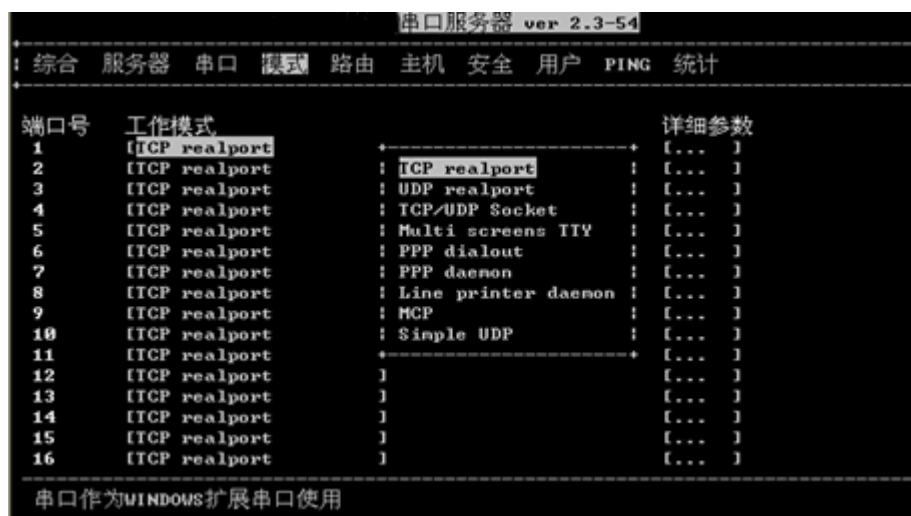 串口服务器 ver 2.3-54
综合 服务器 串口 模式 路由 主机 安全 用户 PING 统计
端口号 工作模式 详细参数
1 [TCP realport [... ]
2 [TCP realport TCP realport [... ]
3 [TCP realport UDP realport [... ]
4 [TCP realport TCP/UDP Socket [... ]
5 [TCP realport Multi screens TTY [... ]
6 [TCP realport PPP dialout [... ]
7 [TCP realport PPP daemon [... ]
8 [TCP realport Line printer daemon [... ]
9 [TCP realport MCP [... ]
10 [TCP realport Simple UDP [... ]
11 [TCP realport [... ]
12 [TCP realport ] [... ]
13 [TCP realport ] [... ]
14 [TCP realport ] [... ]
15 [TCP realport ] [... ]
16 [TCP realport ] [... ]
串口作为WINDOWS扩展串口使用